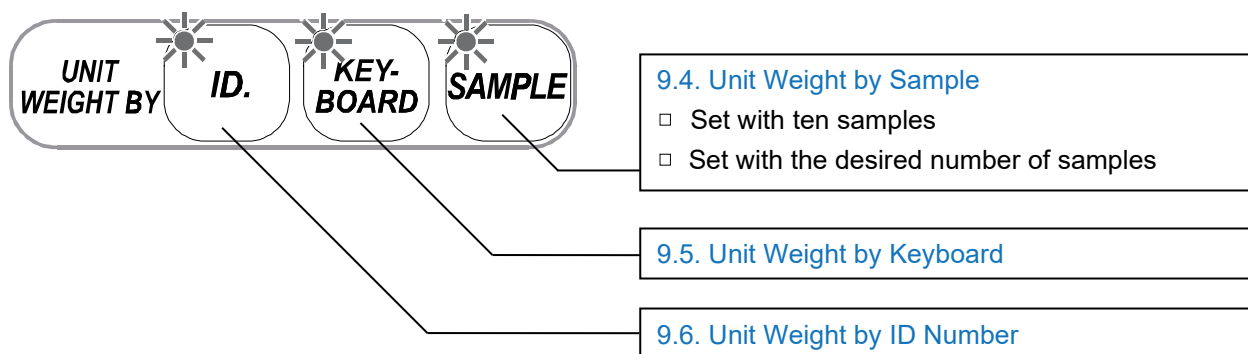 UNIT
WEIGHT BY
ID.
KEY-
BOARD
SAMPLE
9.4. Unit Weight by Sample
□ Set with ten samples
□ Set with the desired number of samples
9.5. Unit Weight by Keyboard
9.6. Unit Weight by ID Number